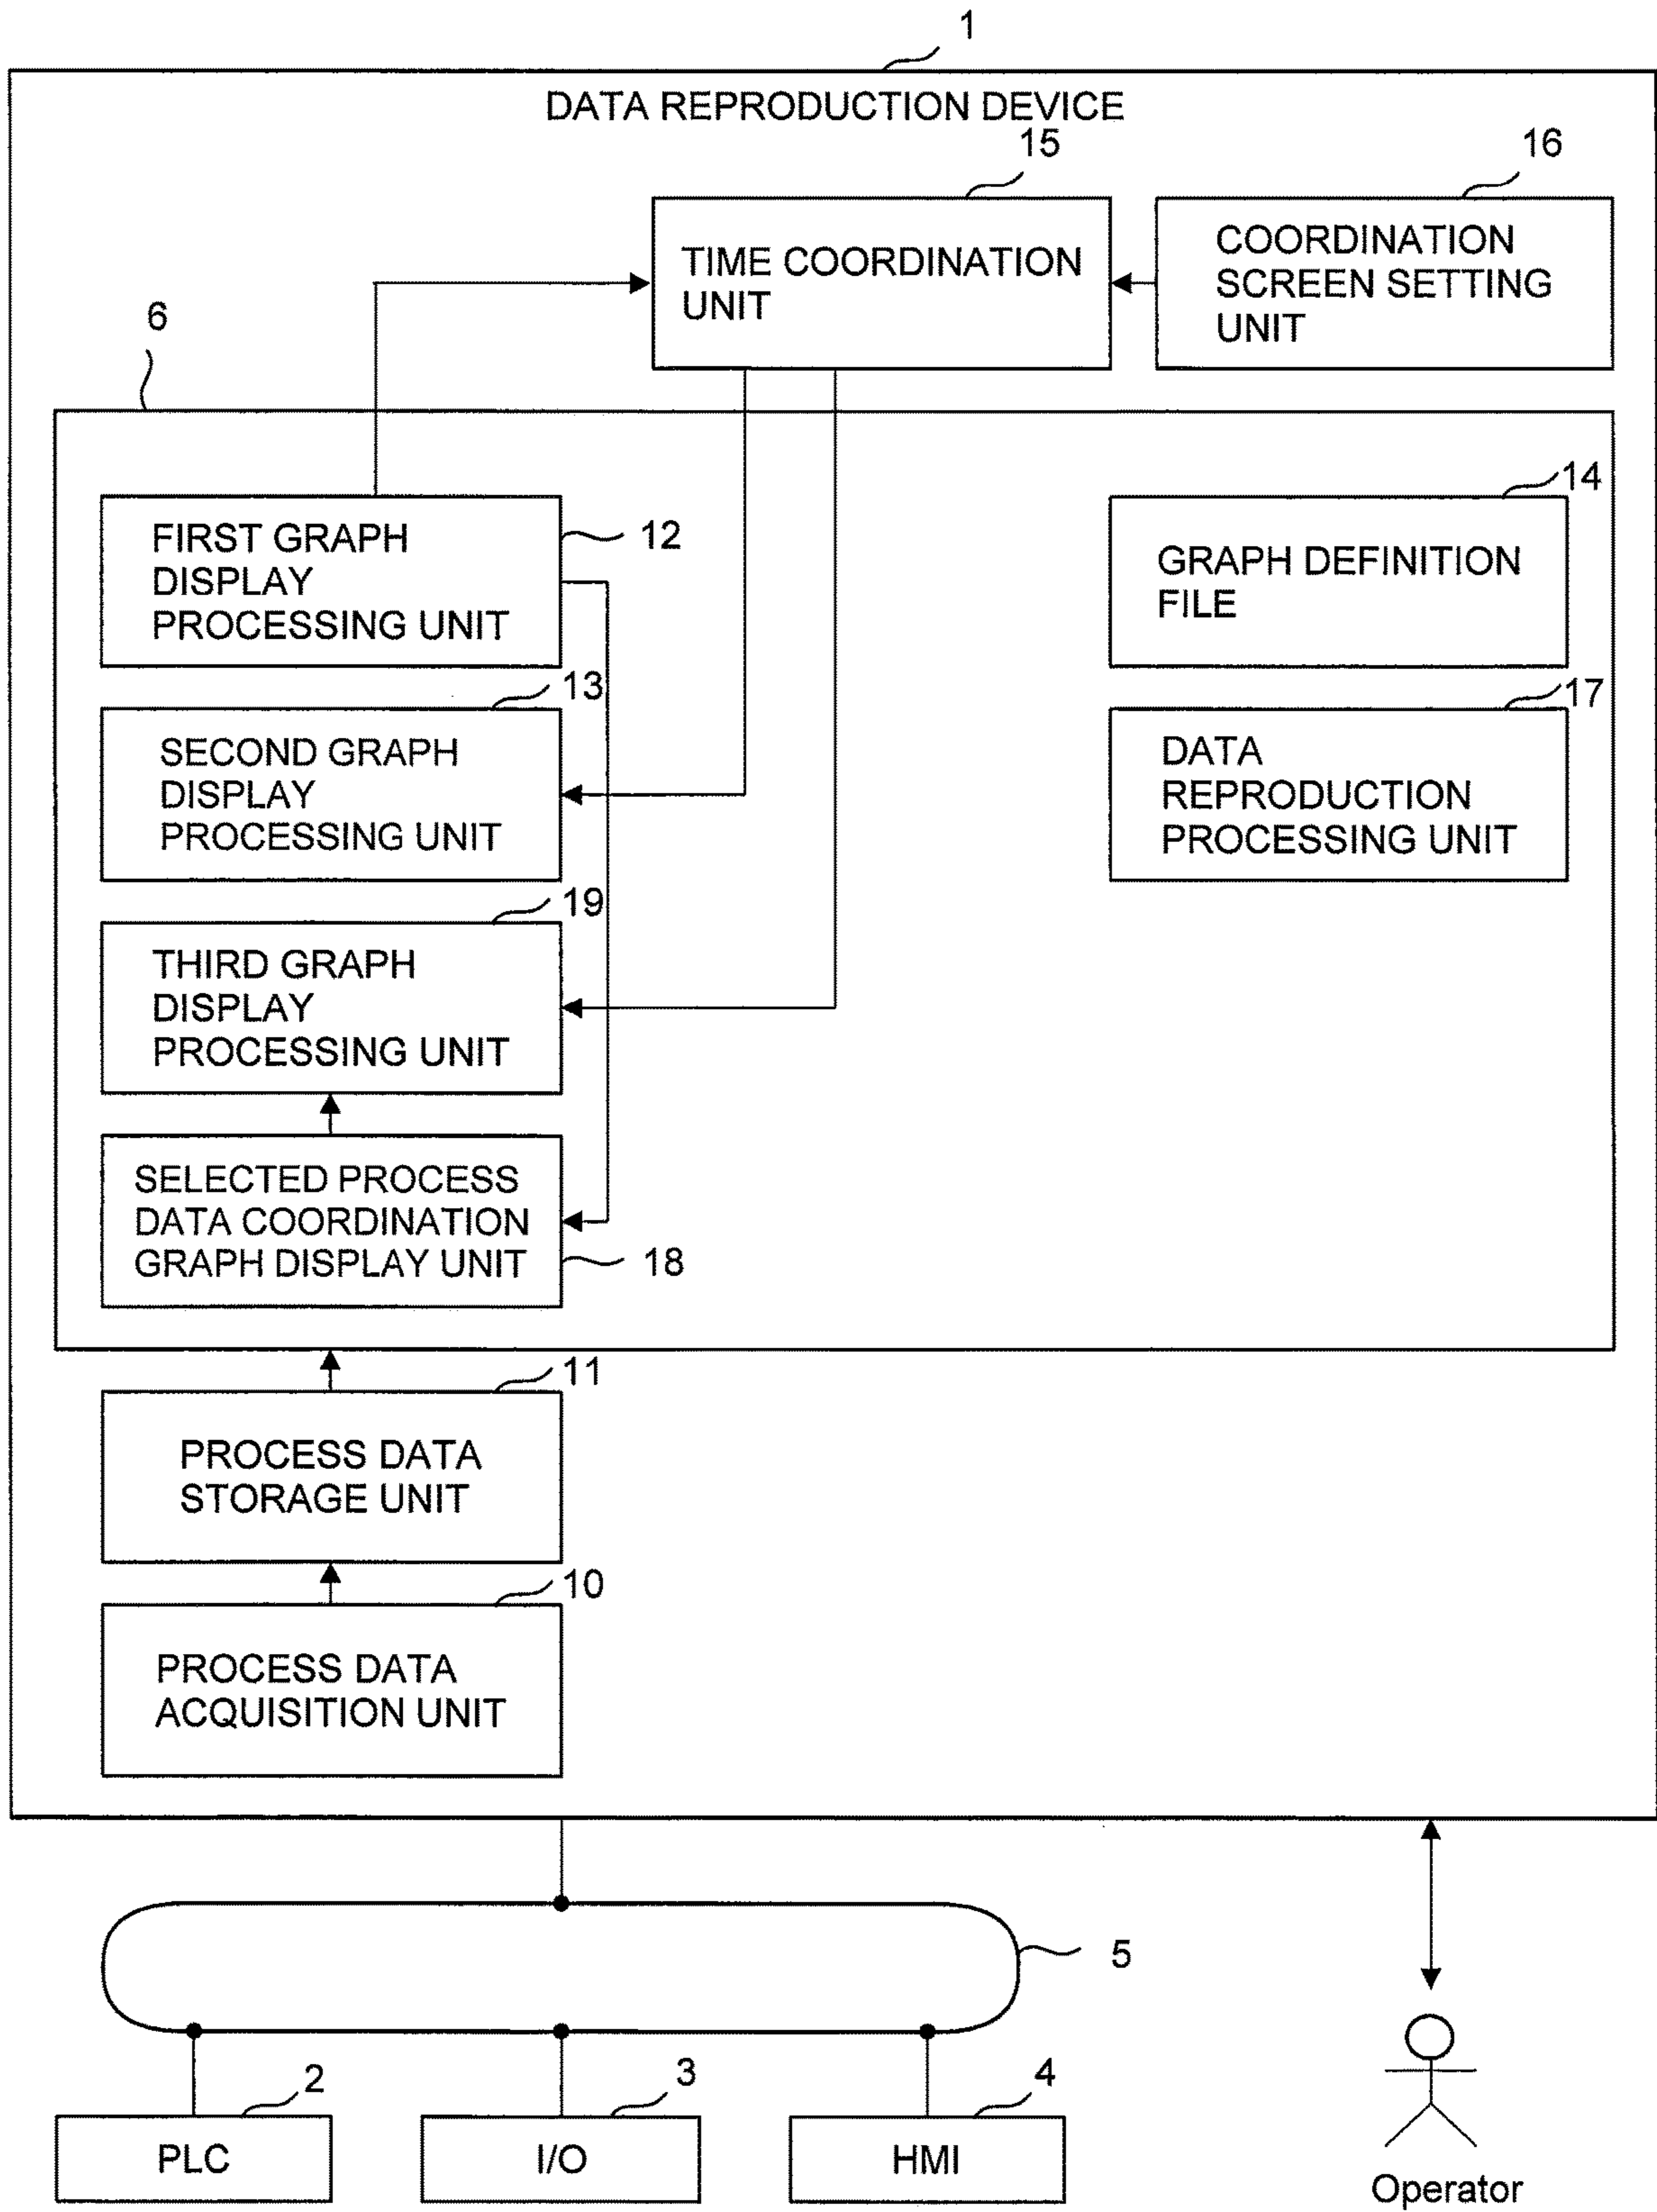 1
DATA REPRODUCTION DEVICE
15
16
TIME COORDINATION
UNIT
COORDINATION
SCREEN SETTING
UNIT
6
14
FIRST GRAPH
DISPLAY
PROCESSING UNIT
12
GRAPH DEFINITION
FILE
13
17
SECOND GRAPH
DISPLAY
PROCESSING UNIT
DATA
REPRODUCTION
PROCESSING UNIT
19
THIRD GRAPH
DISPLAY
PROCESSING UNIT
SELECTED PROCESS
DATA COORDINATION
GRAPH DISPLAY UNIT
18
11
PROCESS DATA
STORAGE UNIT
10
PROCESS DATA
ACQUISITION UNIT
5
2
3
4
PLC
I/O
HMI
Operator